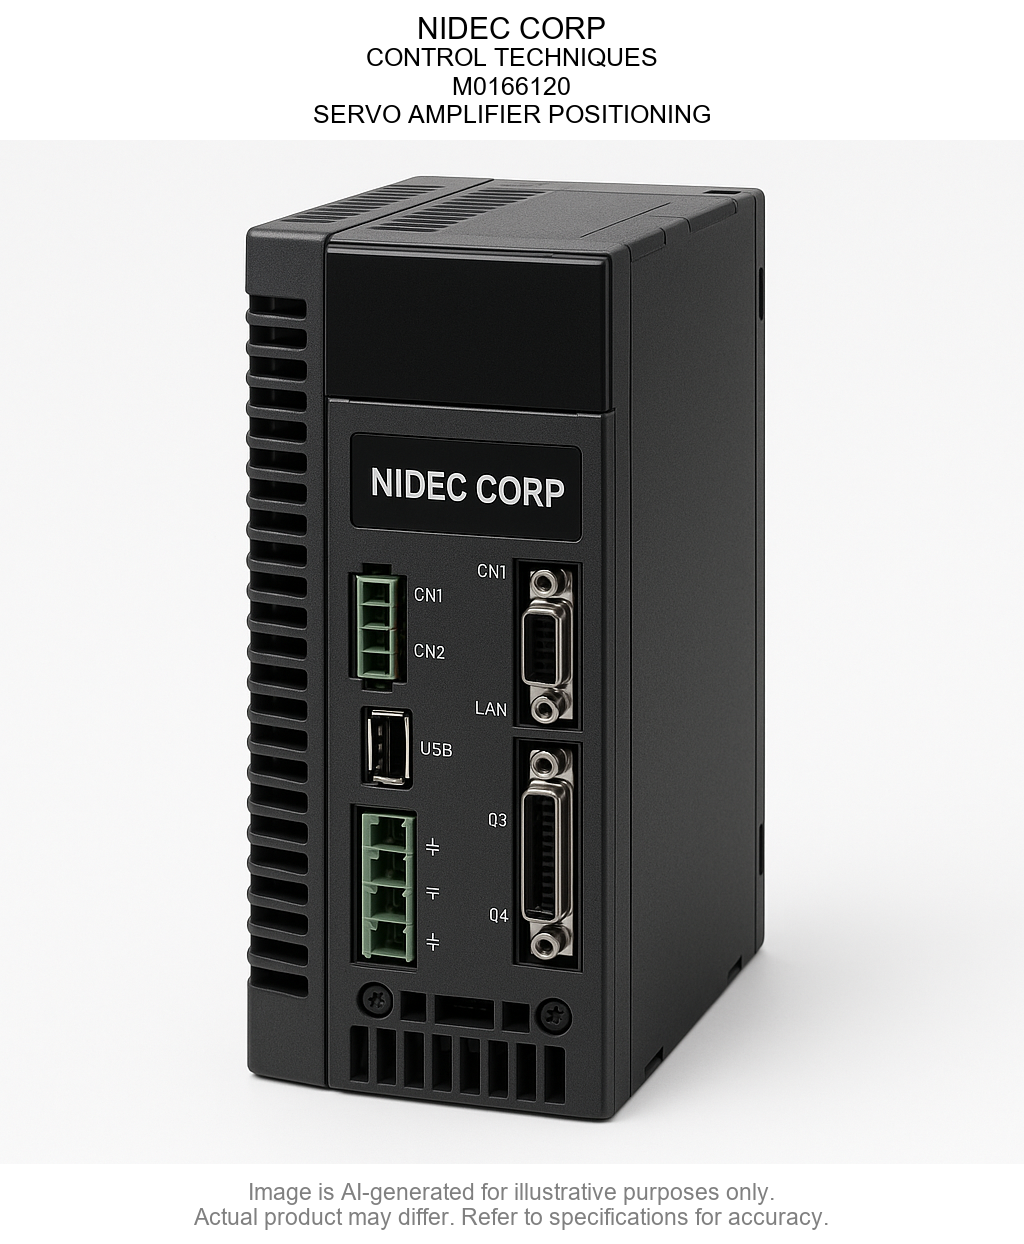 NIDEC CORP
CONTROL TECHNIQUES
M0166120
SERVO AMPLIFIER POSITIONING
NIDEC CORP
CN1
CN1
CN2
LAN
U5B
Q3
Q4
Image is AI-generated for illustrative purposes only.
Actual product may differ. Refer to specifications for accuracy.